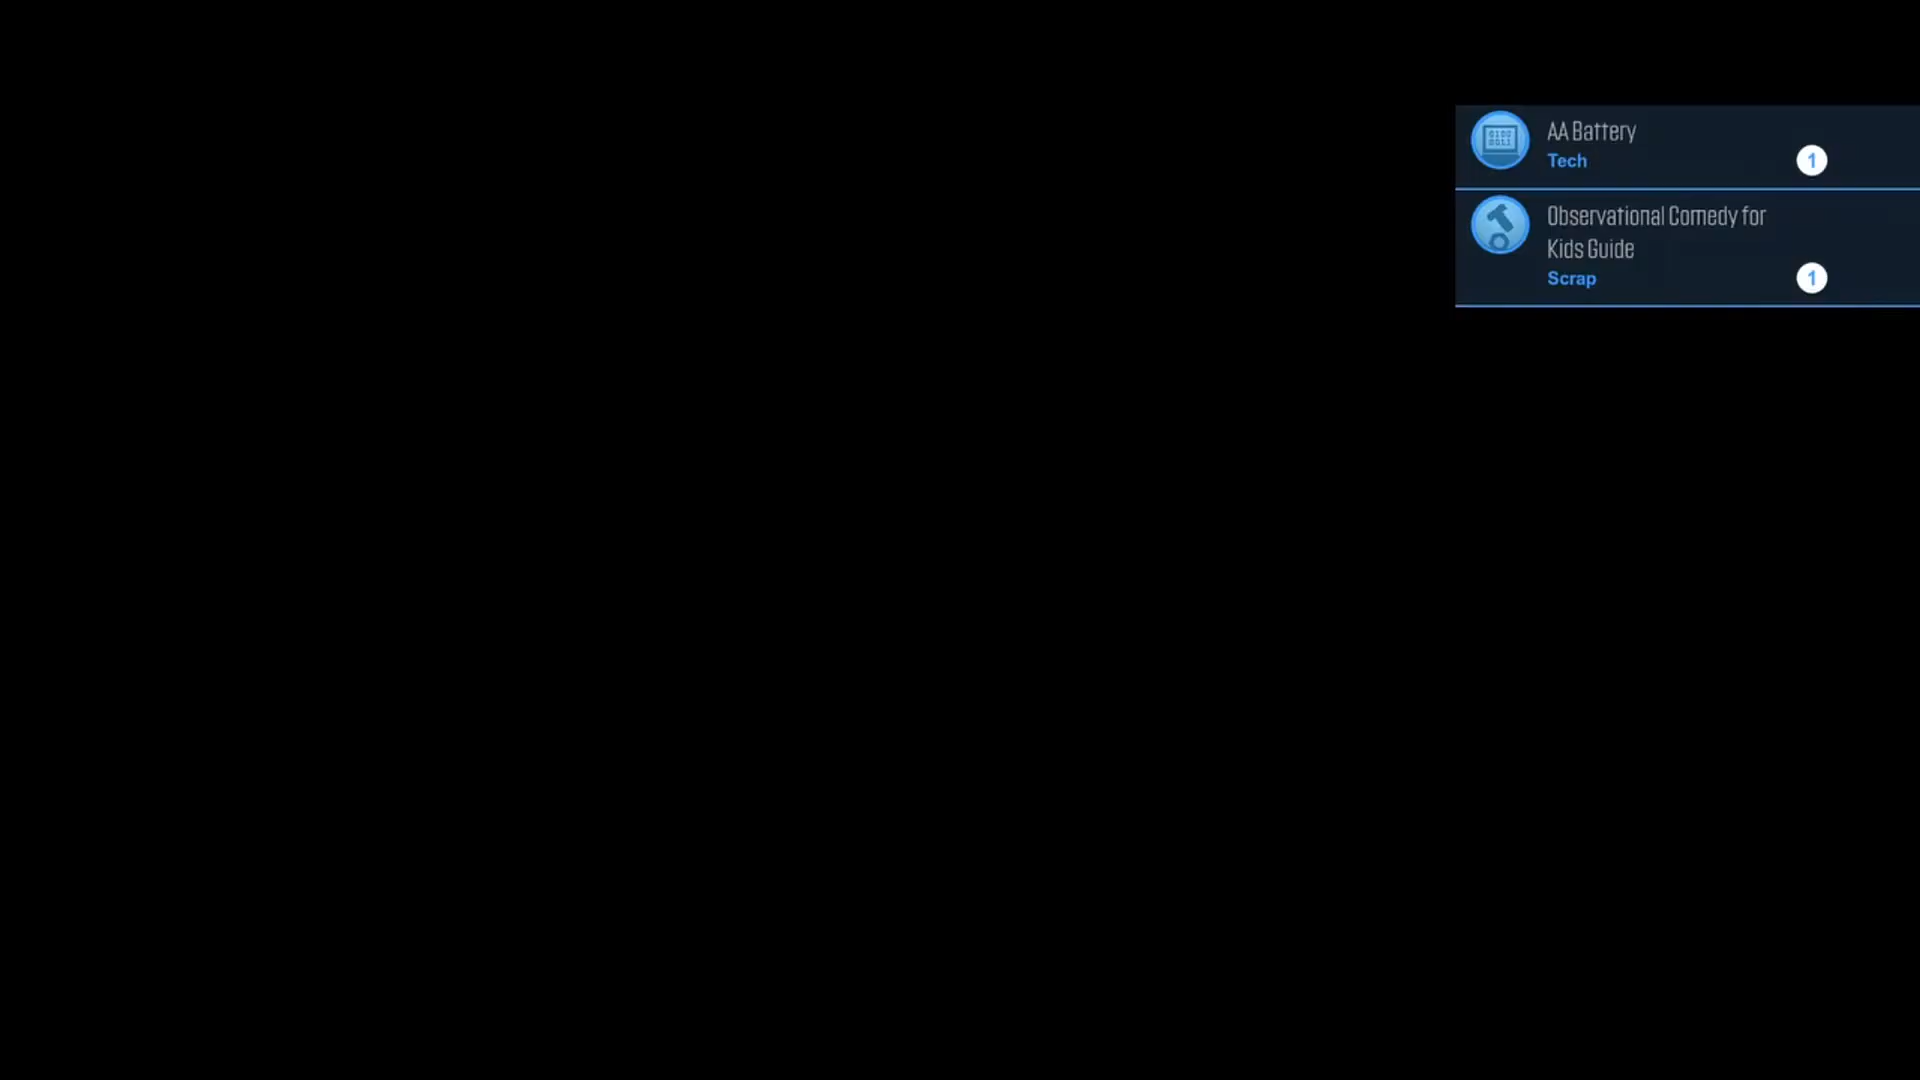 AA Battery
Tech
1
Observational Comedy for
Kids Guide
Scrap
1